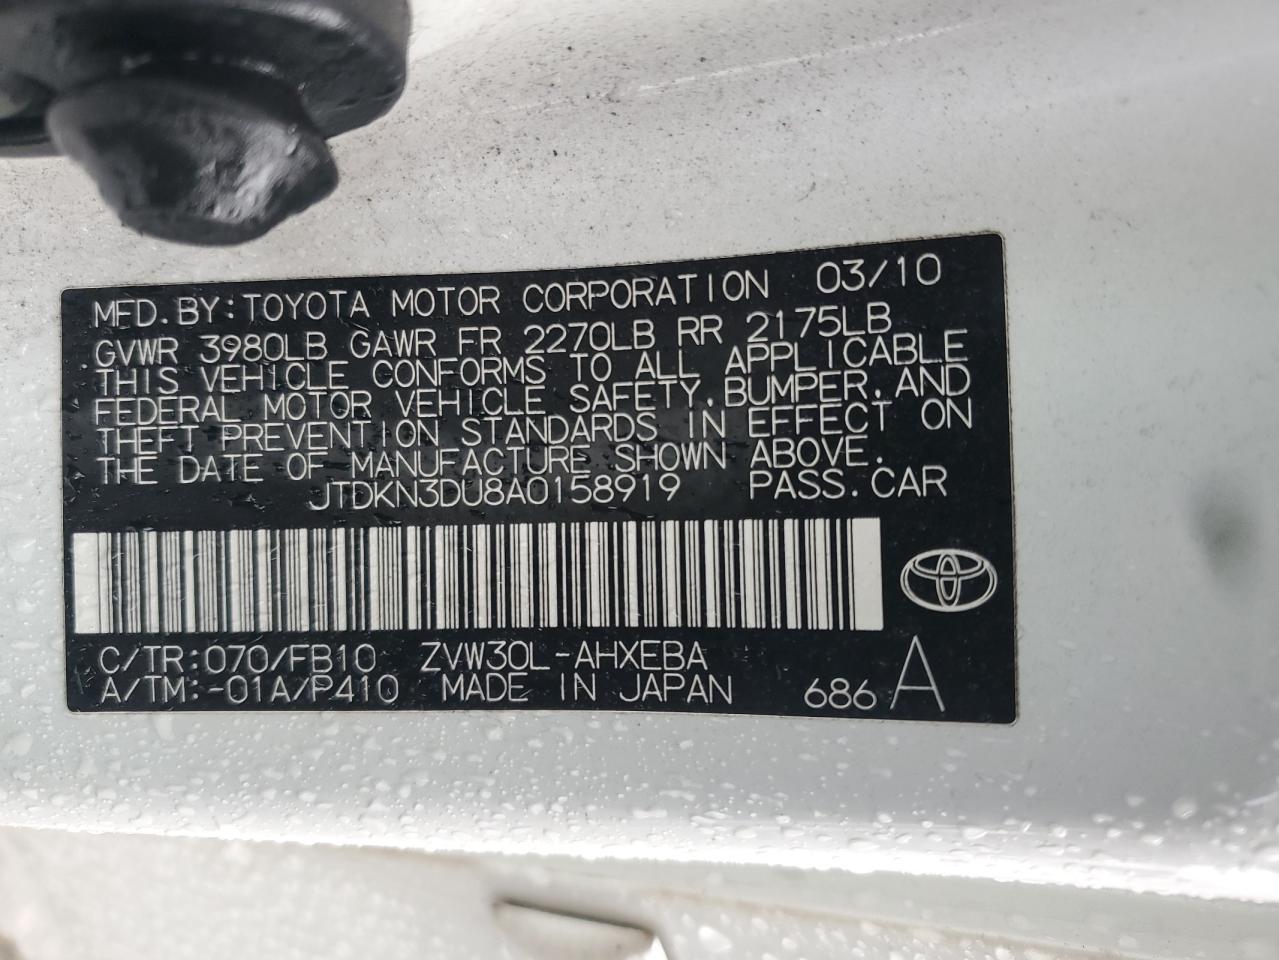 MFD. BY: TOYOTA MOTOR CORPORATION 03/10
GVWR 3980LB GAWR FR 2270LB RR 2175LB
THIS VEHICLE CONFORMS TO ALL APPLICABLE
FEDERAL MOTOR VEHICLE SAFETY, BUMPER, AND
THEFT PREVENTION STANDARDS IN EFFECT ON
THE DATE OF MANUFACTURE SHOWN ABOVE.
JTDKN3DU8A0158919 PASS. CAR
C/TR: 070/FB10 ZVW30L-AHXEBA
A/TM: -01A/P410 MADE IN JAPAN 686 A